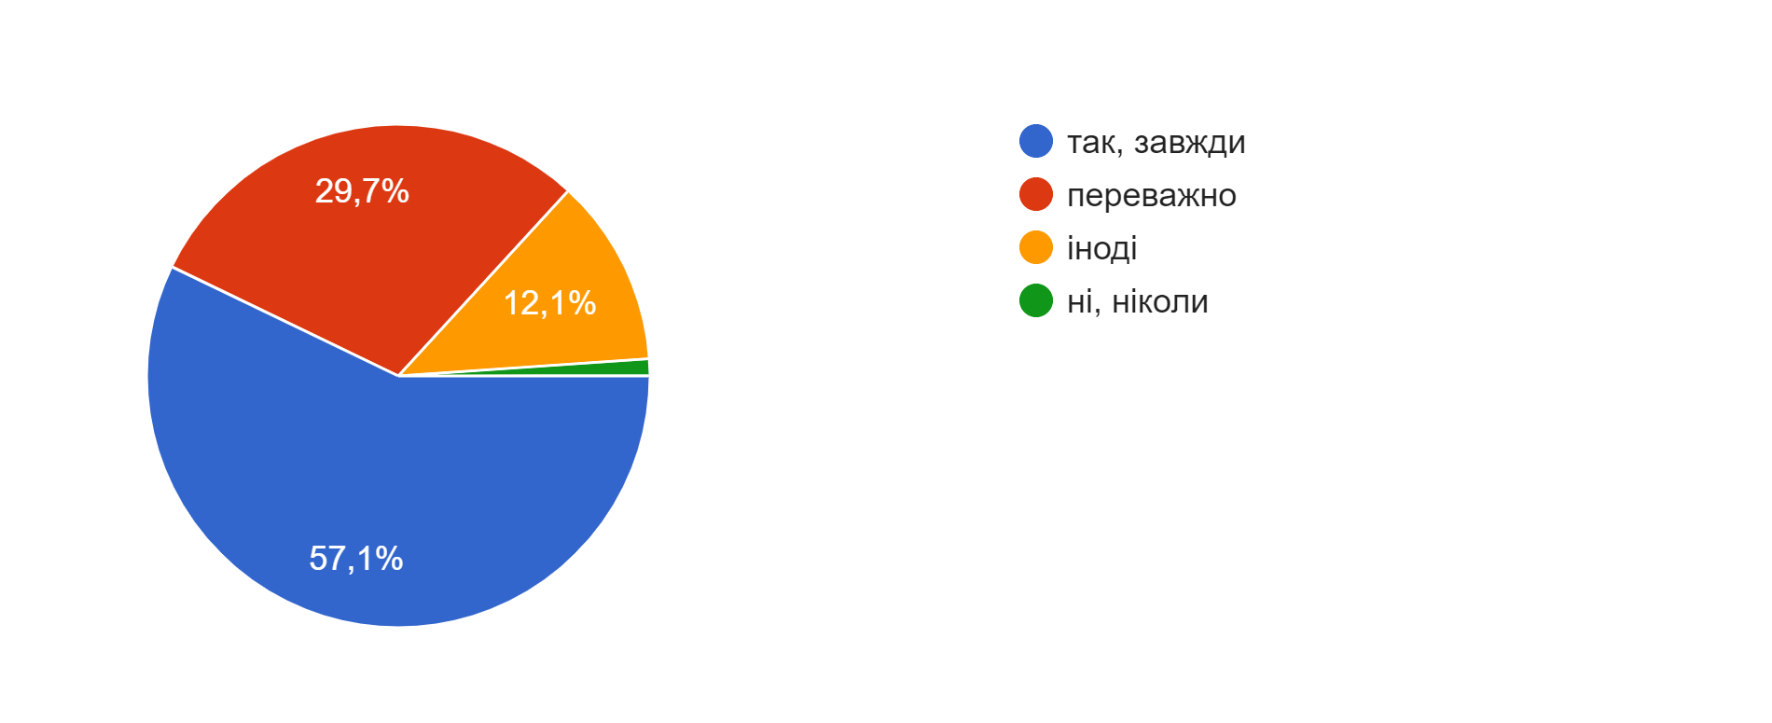 29,7%
12,1%
57,1%
так, завжди
переважно
іноді
ні, ніколи